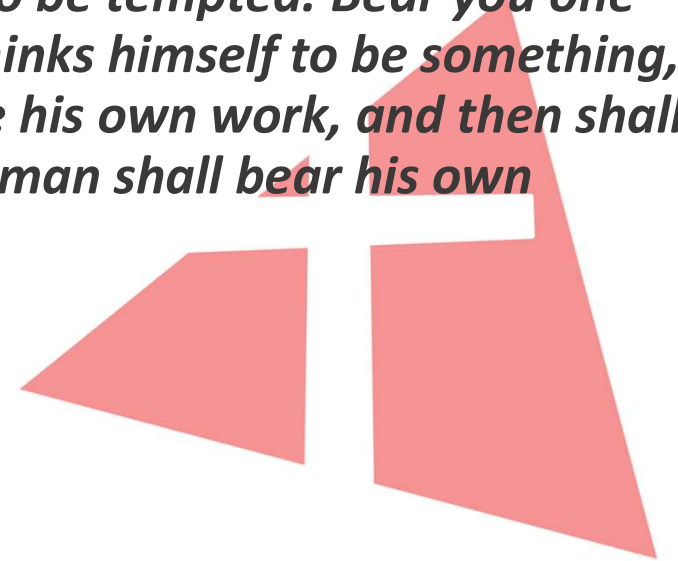 be tempted. Bear you one
himself to be something,
his own work, and then shall
man shall bear his own